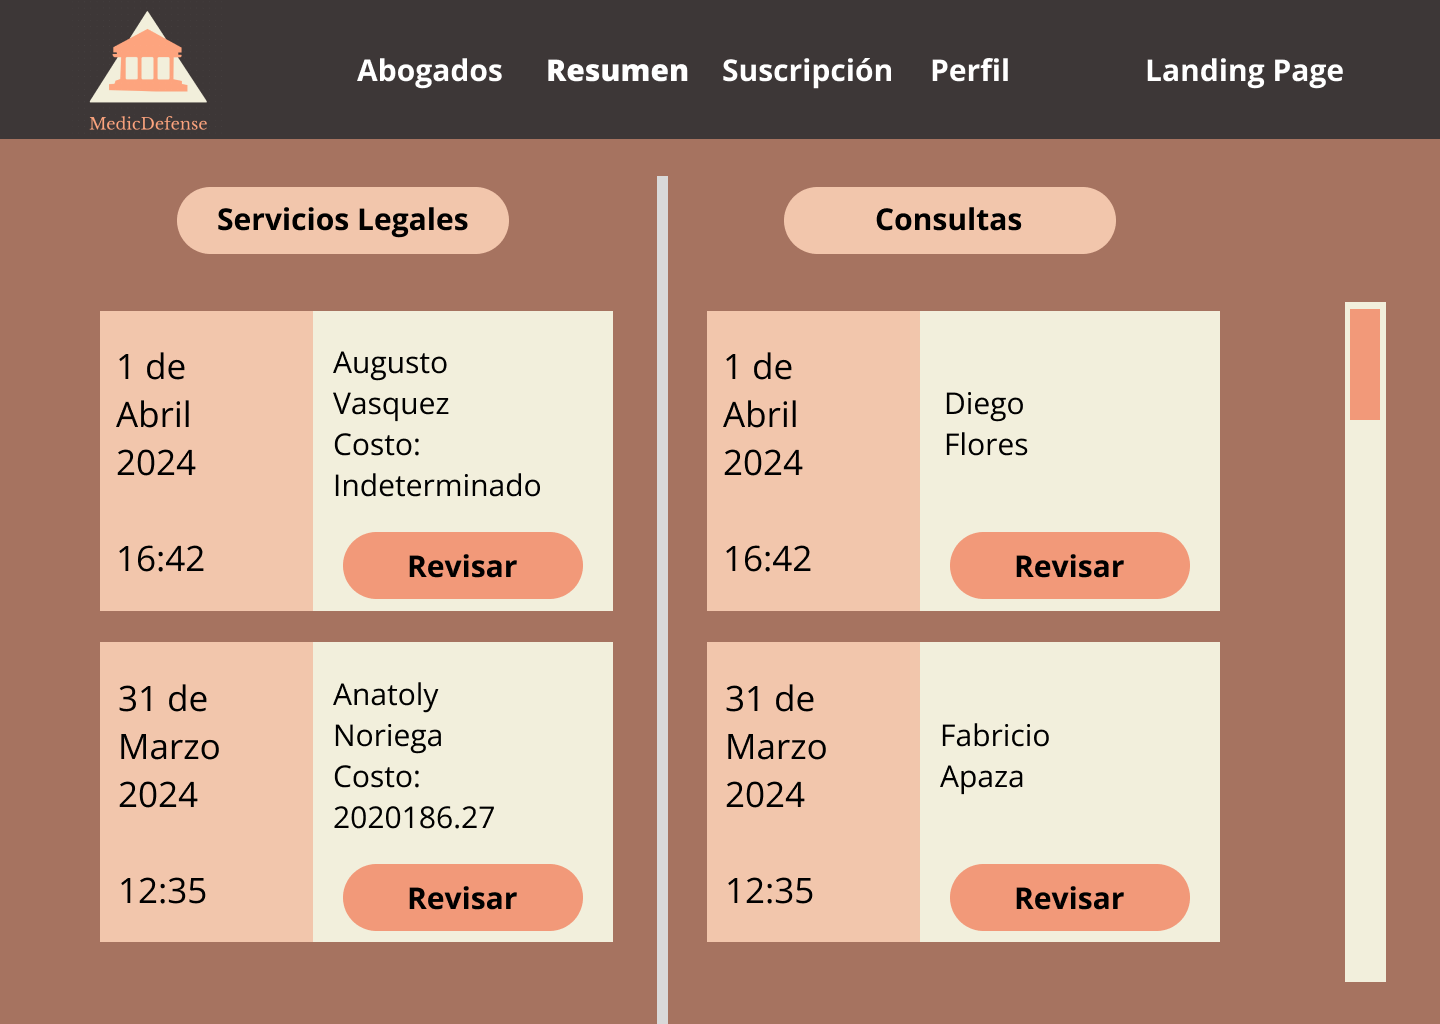 MedicDefense
Abogados
Resumen
Suscripción
Perfil
Landing Page
Servicios Legales
1 de
Abril
2024
16:42
Augusto
Vasquez
Costo:
Indeterminado
Revisar
31 de
Marzo
2024
12:35
Anatoly
Noriega
Costo:
2020186.27
Revisar
Consultas
1 de
Abril
2024
16:42
Diego
Flores
Revisar
31 de
Marzo
2024
12:35
Fabricio
Apaza
Revisar